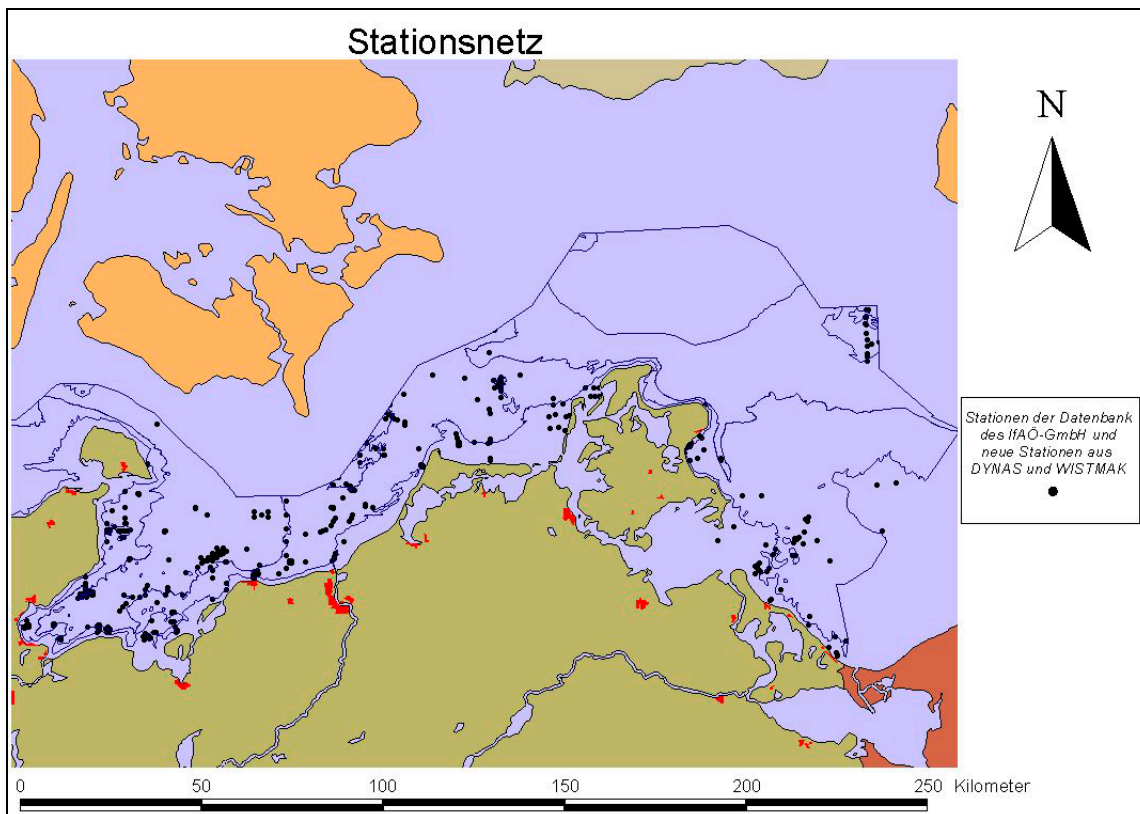 Stationsnetz
N
Stationen der Datenbank
des IfAÖ-GmbH und
neue Stationen aus
DYNAS und WISTMAK
0 50 100 150 200 250 Kilometer